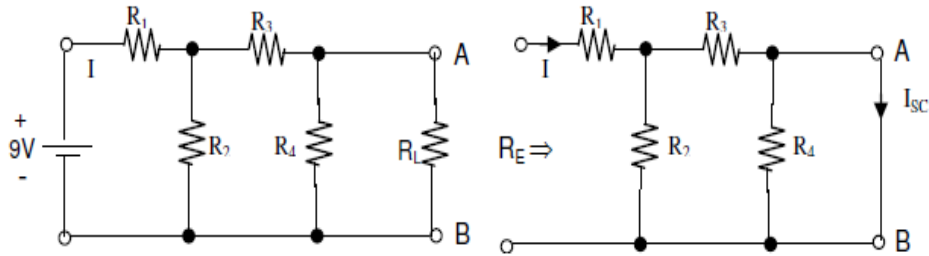 R1 R3
I A
+
9V
-
R2 R4 RL
B
R1 R3
I A
ISC
RE⇒ R2 R4
B